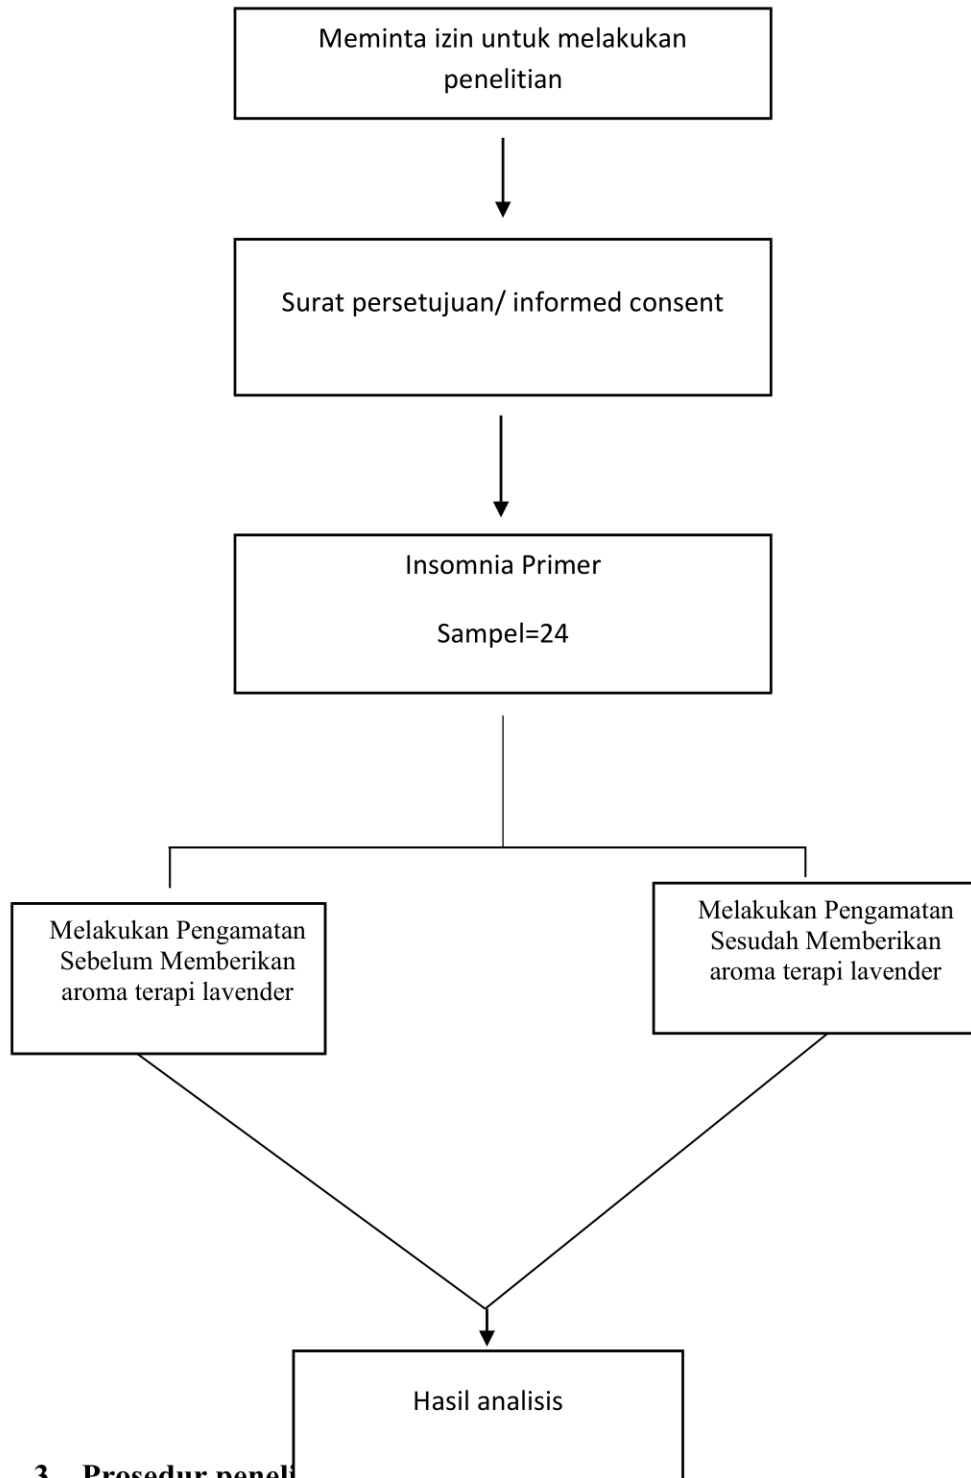 Meminta izin untuk melakukan
penelitian
Surat persetujuan/ informed consent
Insomnia Primer
Sampel=24
Melakukan Pengamatan
Sebelum Memberikan
aroma terapi lavender
Melakukan Pengamatan
Sesudah Memberikan
aroma terapi lavender
Hasil analisis
3. Prosedur